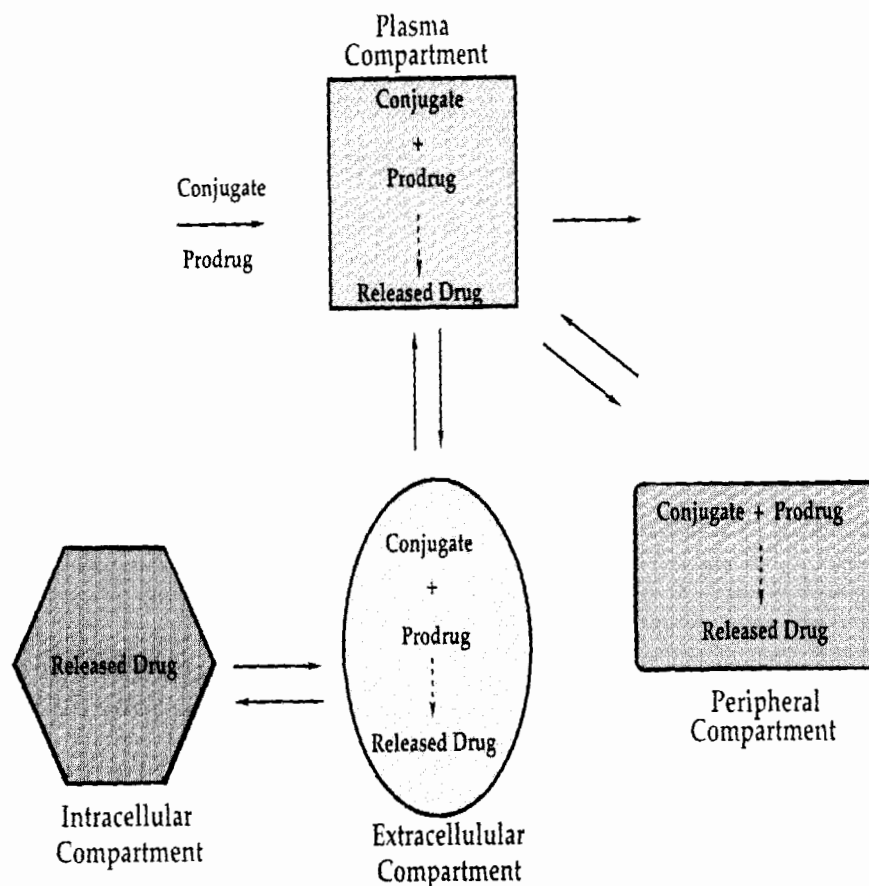 Plasma
Compartment
Conjugate
+
Prodrug
Released Drug
Conjugate
Prodrug
Conjugate
+
Prodrug
Released Drug
Conjugate + Prodrug
Released Drug
Released Drug
Peripheral
Compartment
Intracellular
Compartment
Extracellulular
Compartment